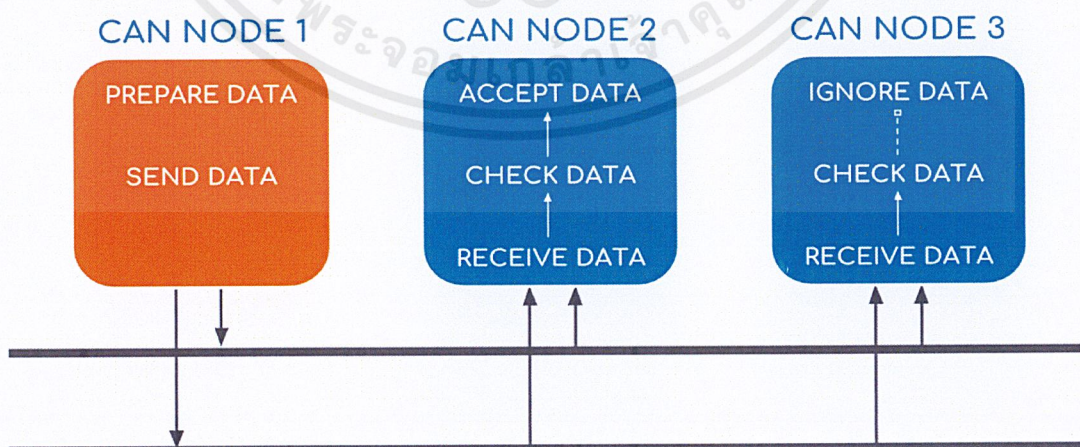 CAN NODE 1
PREPARE DATA
SEND DATA
CAN NODE 2
ACCEPT DATA
CHECK DATA
RECEIVE DATA
CAN NODE 3
IGNORE DATA
CHECK DATA
RECEIVE DATA